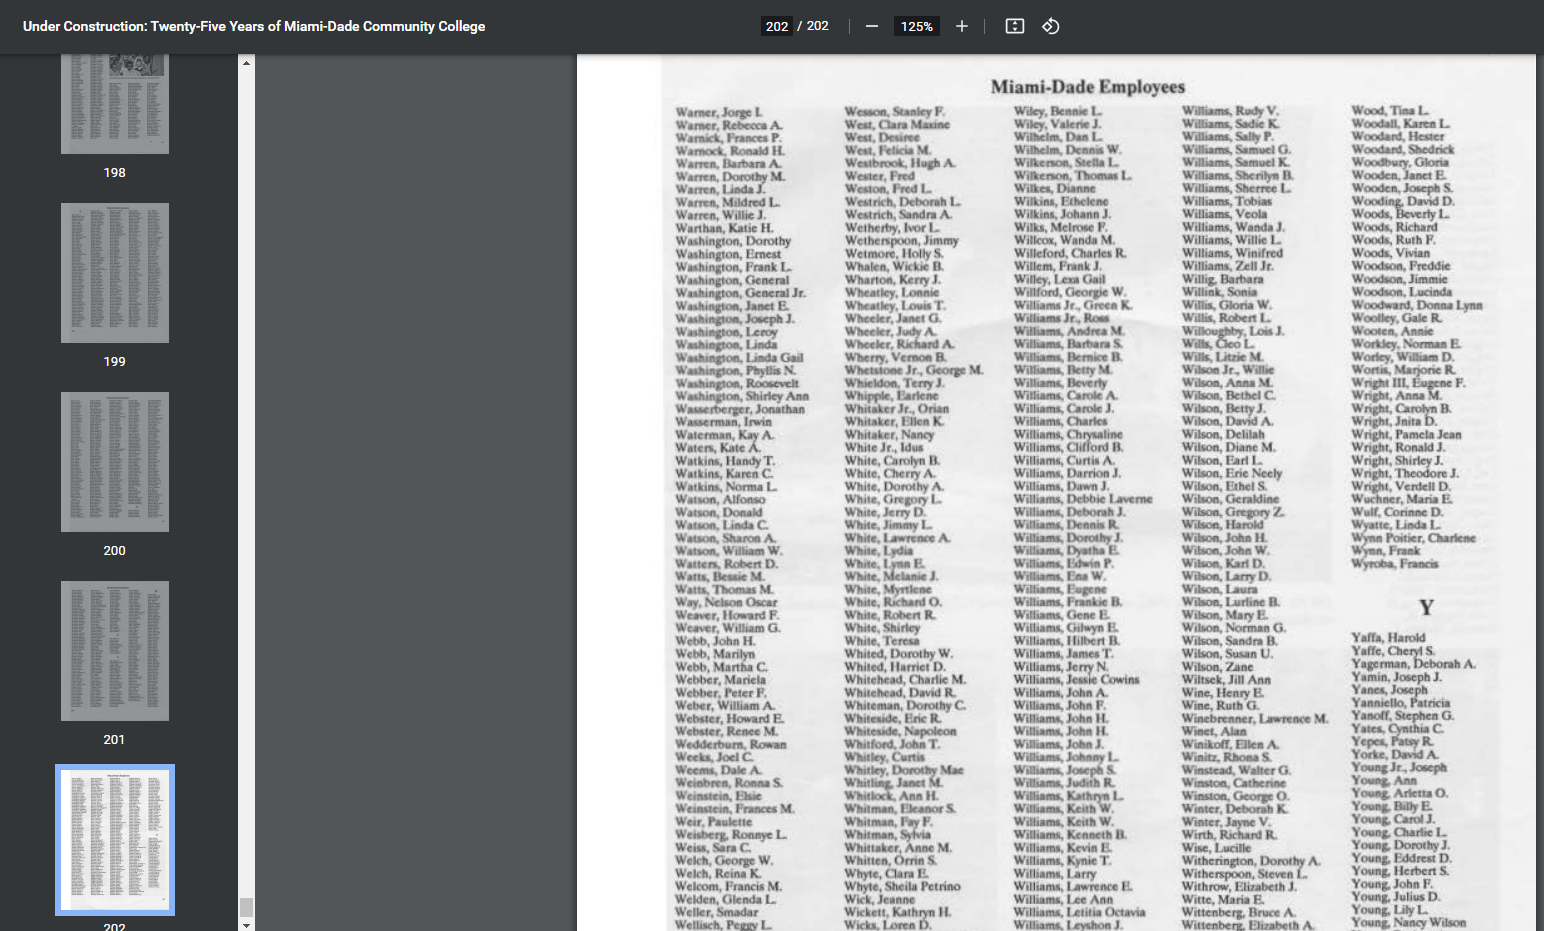 Under Construction: Twenty-Five Years of Miami-Dade Community College
202 / 202
125%
198
199
200
201
202
Miami-Dade Employees
Warner, Jorge I.
Warner, Rebecca A.
Warnick, Frances P.
Warnock, Ronald H.
Warren, Barbara A.
Warren, Dorothy M.
Warren, Linda J.
Warren, Mildred L.
Warren, Willie J.
Warthan, Katie H.
Washington, Dorothy
Washington, Ernest
Washington, Frank L.
Washington, General
Washington, General Jr.
Washington, Janet E.
Washington, Joseph J.
Washington, Leroy
Washington, Linda
Washington, Linda Gail
Washington, Phyllis N.
Washington, Roosevelt
Washington, Shirley Ann
Wasserberger, Jonathan
Wasserman, Irwin
Waterman, Kay A.
Waters, Kate A.
Watkins, Handy T.
Watkins, Karen C.
Watkins, Norma L.
Watson, Alfonso
Watson, Donald
Watson, Linda C.
Watson, Sharon A.
Watson, William W.
Watters, Robert D.
Watts, Bessie M.
Watts, Thomas M.
Way, Nelson Oscar
Weaver, Howard F.
Weaver, William G.
Webb, John H.
Webb, Marilyn
Webb, Martha C.
Webber, Mariela
Webber, Peter F.
Weber, William A.
Webster, Howard E.
Webster, Renee M.
Wedderburn, Rowan
Weeks, Joel C.
Weems, Dale A.
Weinbren, Ronna S.
Weinstein, Elsie
Weinstein, Frances M.
Weir, Paulette
Weisberg, Ronnye L.
Weiss, Sara C.
Welch, George W.
Welch, Reina K.
Welcom, Francis M.
Welden, Glenda L.
Weller, Smadar
Wellisch, Peggy L.
Wesson, Stanley F.
West, Clara Maxine
West, Desiree
West, Felicia M.
Westbrook, Hugh A.
Wester, Fred
Weston, Fred L.
Westrich, Deborah L.
Westrich, Sandra A.
Wetherby, Ivor L.
Wetherspoon, Jimmy
Wetmore, Holly S.
Whalen, Wickie B.
Wharton, Kerry J.
Wheatley, Lonnie
Wheatley, Louis T.
Wheeler, Janet G.
Wheeler, Judy A.
Wheeler, Richard A.
Wherry, Vernon B.
Whetstone Jr., George M.
Whieldon, Terry J.
Whipple, Earlene
Whitaker Jr., Orian
Whitaker, Ellen K.
Whitaker, Nancy
White Jr., Idus
White, Carolyn B.
White, Cherry A.
White, Dorothy A.
White, Gregory L.
White, Jerry D.
White, Jimmy L.
White, Lawrence A.
White, Lydia
White, Lynn E.
White, Melanie J.
White, Myrtlene
White, Richard O.
White, Robert R.
White, Shirley
White, Teresa
Whited, Dorothy W.
Whited, Harriet D.
Whitehead, Charlie M.
Whitehead, David R.
Whiteman, Dorothy C.
Whiteside, Eric R.
Whiteside, Napoleon
Whitford, John T.
Whitley, Curtis
Whitley, Dorothy Mae
Whitling, Janet M.
Whitlock, Ann H.
Whitman, Eleanor S.
Whitman, Fay F.
Whitman, Sylvia
Whittaker, Anne M.
Whitten, Orrin S.
Whyte, Clara E.
Whyte, Sheila Petrino
Wick, Jeanne
Wickett, Kathryn H.
Wicks, Loren D.
Wiley, Bennie L.
Wiley, Valerie J.
Wilhelm, Dan L.
Wilhelm, Dennis W.
Wilkerson, Stella L.
Wilkerson, Thomas L.
Wilkes, Dianne
Wilkins, Ethelene
Wilkins, Johann J.
Wilks, Melrose F.
Willcox, Wanda M.
Willeford, Charles R.
Willem, Frank J.
Willey, Lexa Gail
Willford, Georgie W.
Williams Jr., Green K.
Williams Jr., Ross
Williams, Andrea M.
Williams, Barbara S.
Williams, Bernice B.
Williams, Betty M.
Williams, Beverly
Williams, Carole A.
Williams, Carole J.
Williams, Charles
Williams, Chrysaline
Williams, Clifford B.
Williams, Curtis A.
Williams, Darrion J.
Williams, Dawn J.
Williams, Debbie Laverne
Williams, Deborah J.
Williams, Dennis R.
Williams, Dorothy J.
Williams, Dyatha E.
Williams, Edwin P.
Williams, Ena W.
Williams, Eugene
Williams, Frankie B.
Williams, Gene E.
Williams, Gilwyn E.
Williams, Hilbert B.
Williams, James T.
Williams, Jerry N.
Williams, Jessie Cowins
Williams, John A.
Williams, John F.
Williams, John H.
Williams, John H.
Williams, John J.
Williams, Johnny L.
Williams, Joseph S.
Williams, Judith R.
Williams, Kathryn L.
Williams, Keith W.
Williams, Keith W.
Williams, Kenneth B.
Williams, Kevin E.
Williams, Kynie T.
Williams, Larry
Williams, Lawrence E.
Williams, Lee Ann
Williams, Letitia Octavia
Williams, Leyshon J.
Williams, Rudy V.
Williams, Sadie K.
Williams, Sally P.
Williams, Samuel G.
Williams, Samuel K.
Williams, Sherilyn B.
Williams, Sherree L.
Williams, Tobias
Williams, Veola
Williams, Wanda J.
Williams, Willie L.
Williams, Winifred
Williams, Zell Jr.
Willig, Barbara
Willink, Sonia
Willis, Gloria W.
Willis, Robert L.
Willoughby, Lois J.
Wills, Cleo L.
Wills, Litzie M.
Wilson Jr., Willie
Wilson, Anna M.
Wilson, Bethel C.
Wilson, Betty J.
Wilson, David A.
Wilson, Delilah
Wilson, Diane M.
Wilson, Earl L.
Wilson, Eric Neely
Wilson, Ethel S.
Wilson, Geraldine
Wilson, Gregory Z.
Wilson, Harold
Wilson, John H.
Wilson, John W.
Wilson, Karl D.
Wilson, Larry D.
Wilson, Laura
Wilson, Lurline B.
Wilson, Mary E.
Wilson, Norman G.
Wilson, Sandra B.
Wilson, Susan U.
Wilson, Zane
Wiltsek, Jill Ann
Wine, Henry E.
Wine, Ruth G.
Winebrenner, Lawrence M.
Winet, Alan
Winikoff, Ellen A.
Winitz, Rhona S.
Winstead, Walter G.
Winston, Catherine
Winston, George O.
Winter, Deborah K.
Winter, Jayne V.
Wirth, Richard R.
Wise, Lucille
Witherington, Dorothy A.
Witherspoon, Steven L.
Withrow, Elizabeth J.
Witte, Maria E.
Wittenberg, Bruce A.
Wittenberg, Elizabeth A.
Wood, Tina L.
Woodall, Karen L.
Woodard, Hester
Woodard, Shedrick
Woodbury, Gloria
Wooden, Janet E.
Wooden, Joseph S.
Wooding, David D.
Woods, Beverly L.
Woods, Richard
Woods, Ruth F.
Woods, Vivian
Woodson, Freddie
Woodson, Jimmie
Woodson, Lucinda
Woodward, Donna Lynn
Woolley, Gale R.
Wooten, Annie
Workley, Norman E.
Worley, William D.
Wortis, Marjorie R.
Wright III, Eugene F.
Wright, Anna M.
Wright, Carolyn B.
Wright, Jnita D.
Wright, Pamela Jean
Wright, Ronald J.
Wright, Shirley J.
Wright, Theodore J.
Wright, Verdell D.
Wuchner, Maria E.
Wulf, Corinne D.
Wyatte, Linda L.
Wynn Poitier, Charlene
Wynn, Frank
Wyroba, Francis
Y
Yaffa, Harold
Yaffe, Cheryl S.
Yagerman, Deborah A.
Yamin, Joseph J.
Yanes, Joseph
Yanniello, Patricia
Yanoff, Stephen G.
Yates, Cynthia C.
Yepes, Patsy R.
Yorke, David A.
Young Jr., Joseph
Young, Ann
Young, Arletta O.
Young, Billy E.
Young, Carol J.
Young, Charlie L.
Young, Dorothy J.
Young, Eddrest D.
Young, Herbert S.
Young, John F.
Young, Julius D.
Young, Lily L.
Young, Nancy Wilson